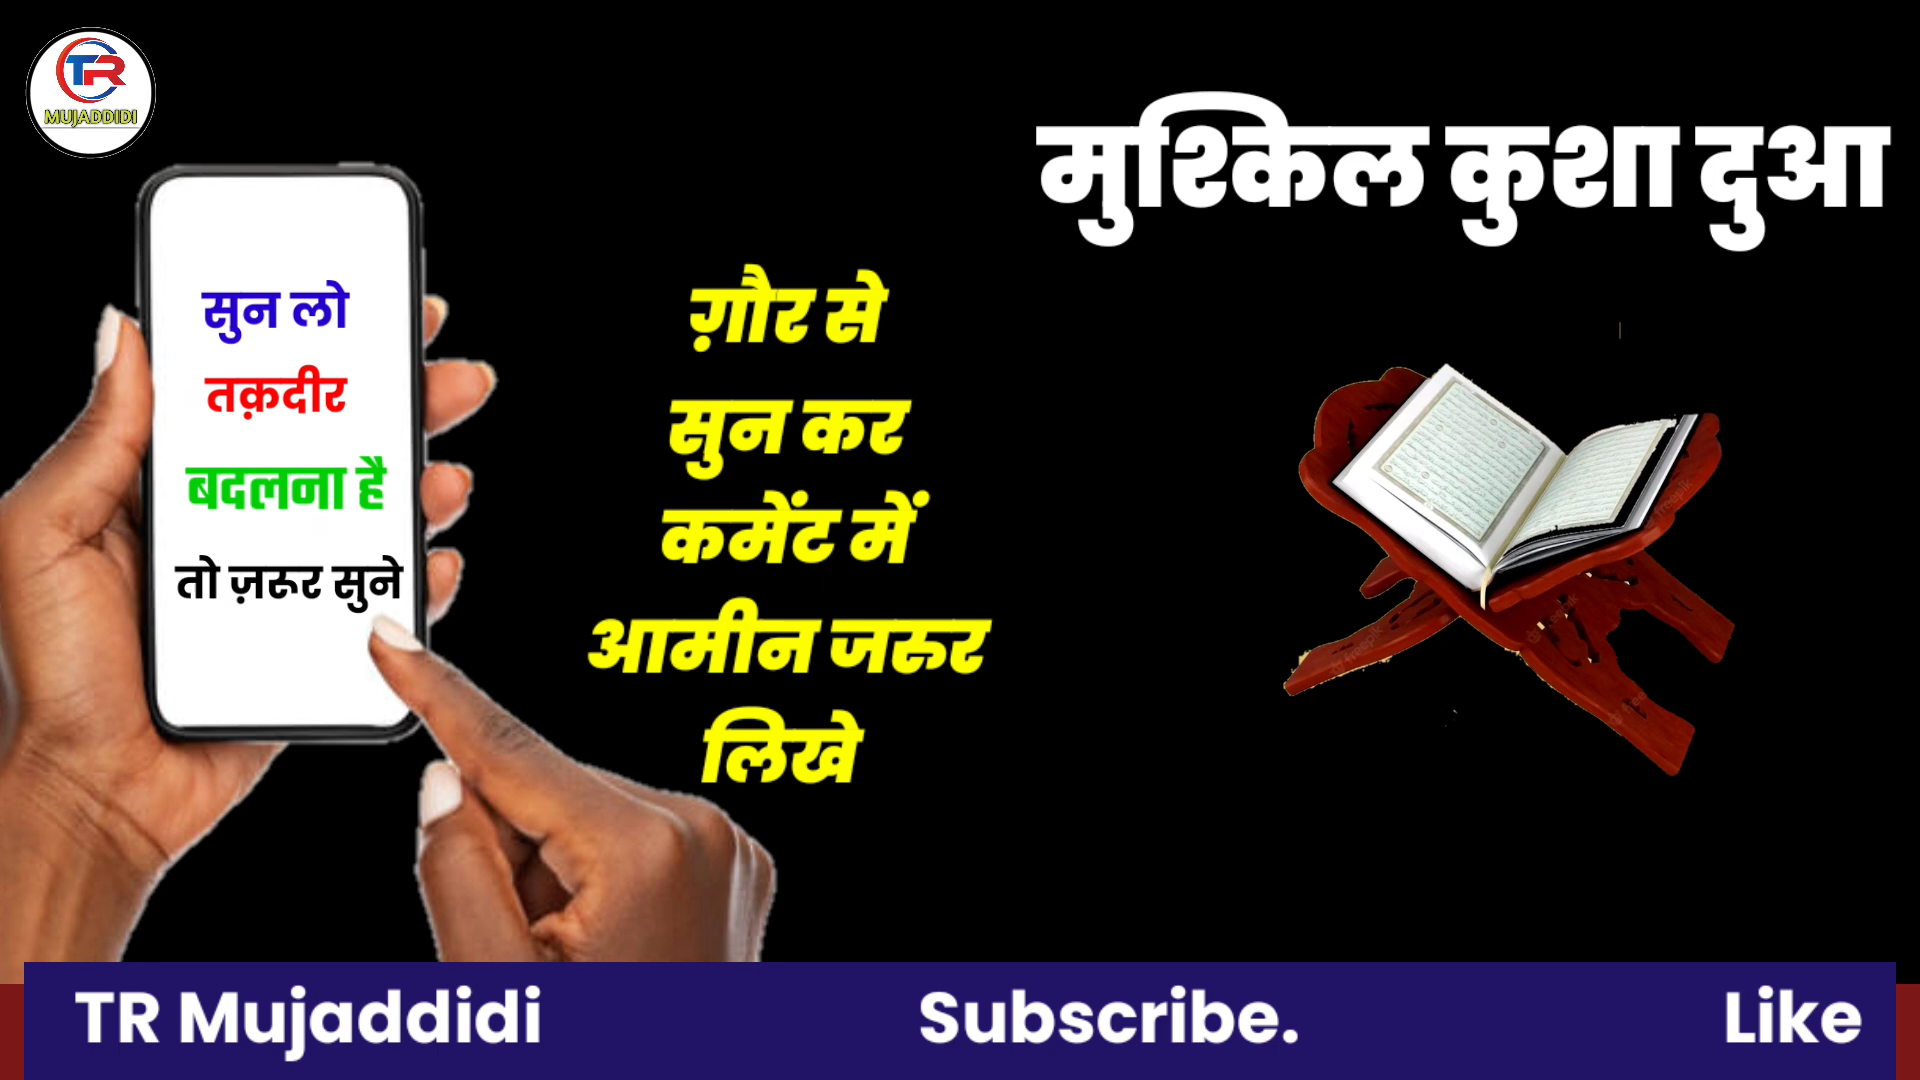 TR
MUJADDIDI
मुश्किल कुशा दुआ
सुन लो
तक़दीर
बदलना है
तो ज़रूर सुने
ग़ौर से
सुन कर
कमेंट में
आमीन जरुर
लिखे
TR Mujaddidi
Subscribe.
Like